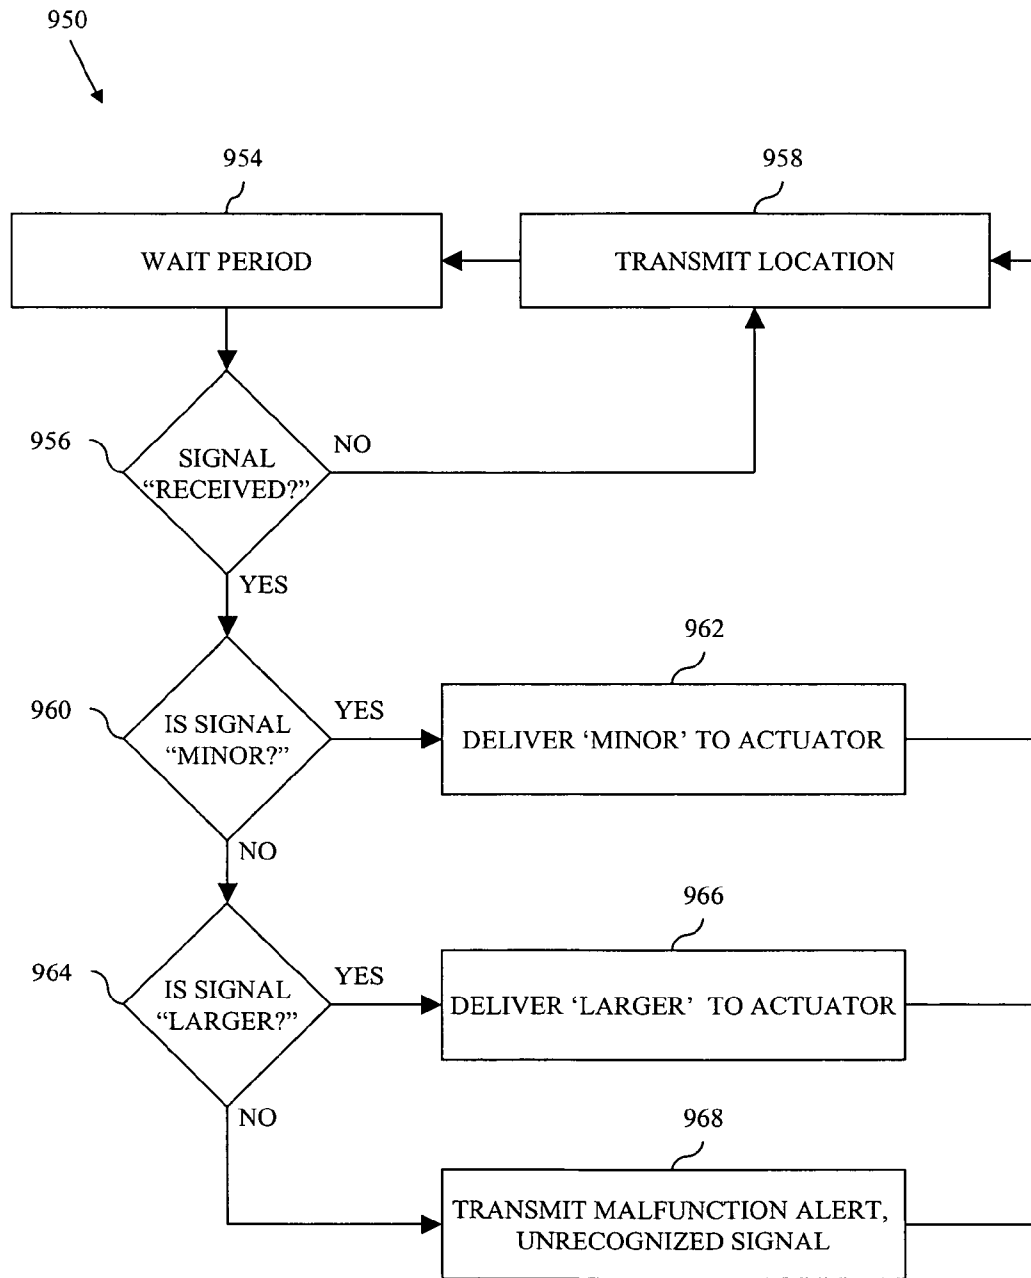 950
954
958
WAIT PERIOD
TRANSMIT LOCATION
956
SIGNAL
“RECEIVED?”
NO
YES
962
960
IS SIGNAL
“MINOR?”
YES
DELIVER ‘MINOR’ TO ACTUATOR
NO
966
964
IS SIGNAL
“LARGER?”
YES
DELIVER ‘LARGER’ TO ACTUATOR
NO
968
TRANSMIT MALFUNCTION ALERT,
UNRECOGNIZED SIGNAL